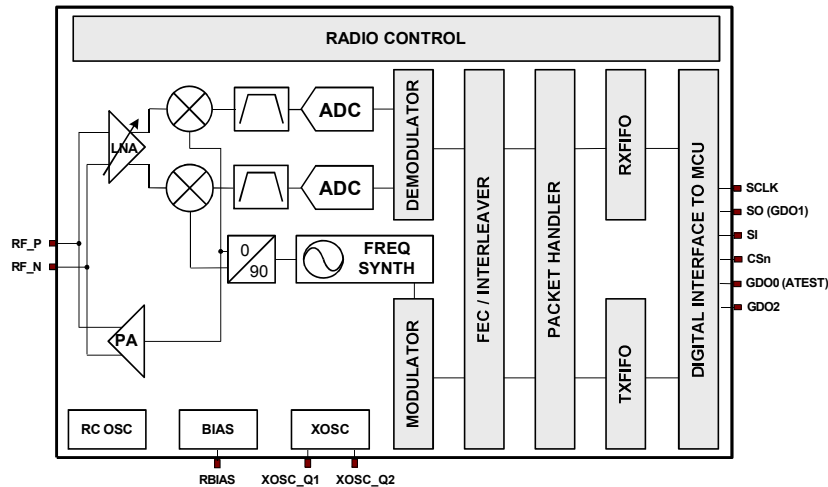 RADIO CONTROL
LNA
ADC
ADC
DEMODULATOR
FEC / INTERLEAVER
PACKET HANDLER
RXFIFO
DIGITAL INTERFACE TO MCU
SCLK
SO (GDO1)
SI
CSn
GDO0 (ATEST)
GDO2
RF_P
RF_N
0
90
FREQ
SYNTH
PA
MODULATOR
TXFIFO
RC OSC
BIAS
XOSC
RBIAS
XOSC_Q1
XOSC_Q2